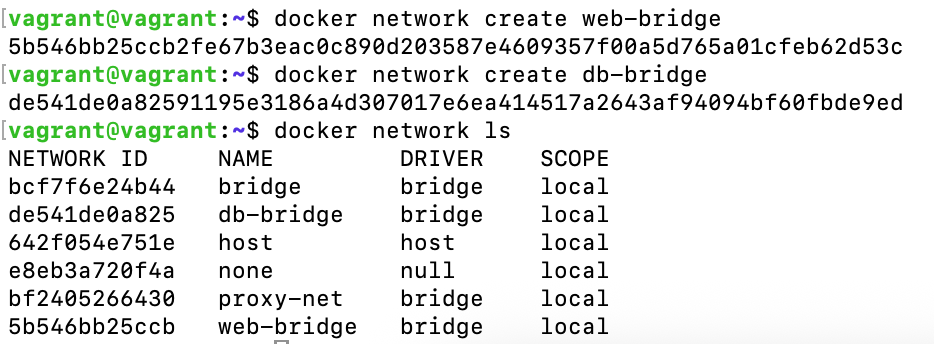 [vagrant@vagrant:~$ docker network create web-bridge
5b546bb25ccb2fe67b3eac0c890d203587e4609357f00a5d765a01cfeb62d53c
[vagrant@vagrant:~$ docker network create db-bridge
de541de0a82591195e3186a4d307017e6ea414517a2643af94094bf60fbde9ed
[vagrant@vagrant:~$ docker network ls
NETWORK ID     NAME         DRIVER    SCOPE
bcf7f6e24b44   bridge       bridge    local
de541de0a825   db-bridge    bridge    local
642f054e751e   host         host      local
e8eb3a720f4a   none         null      local
bf2405266430   proxy-net    bridge    local
5b546bb25ccb   web-bridge   bridge    local